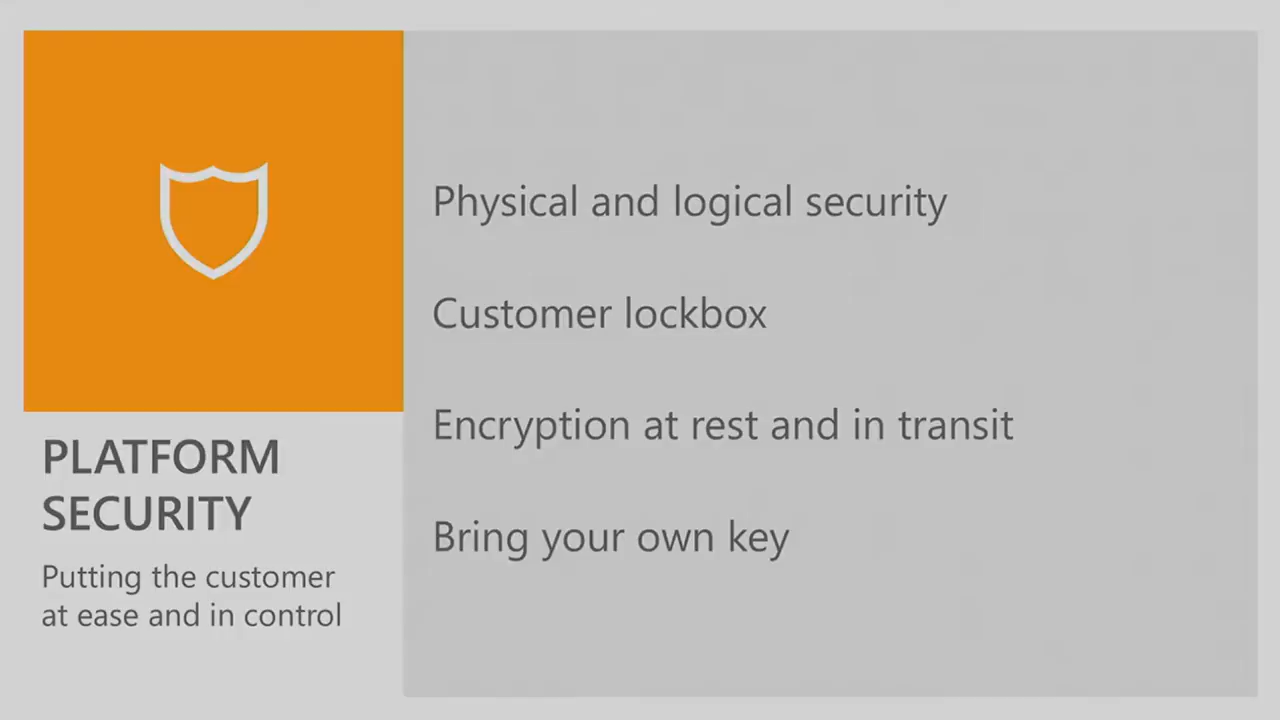 PLATFORM
SECURITY
Putting the customer
at ease and in control
Physical and logical security
Customer lockbox
Encryption at rest and in transit
Bring your own key